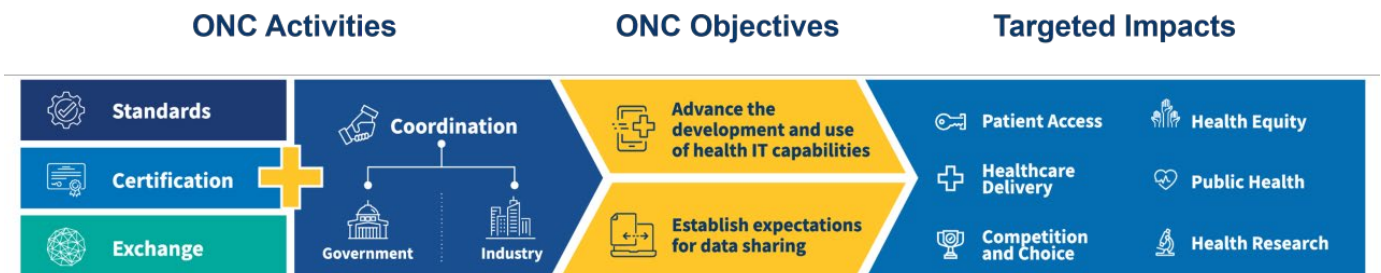 ONC Activities
ONC Objectives
Targeted Impacts
Standards
Certification
Exchange
Coordination
Government
Industry
Advance the
development and use
of health IT capabilities
Establish expectations
for data sharing
Patient Access
Healthcare
Delivery
Competition
and Choice
Health Equity
Public Health
Health Research